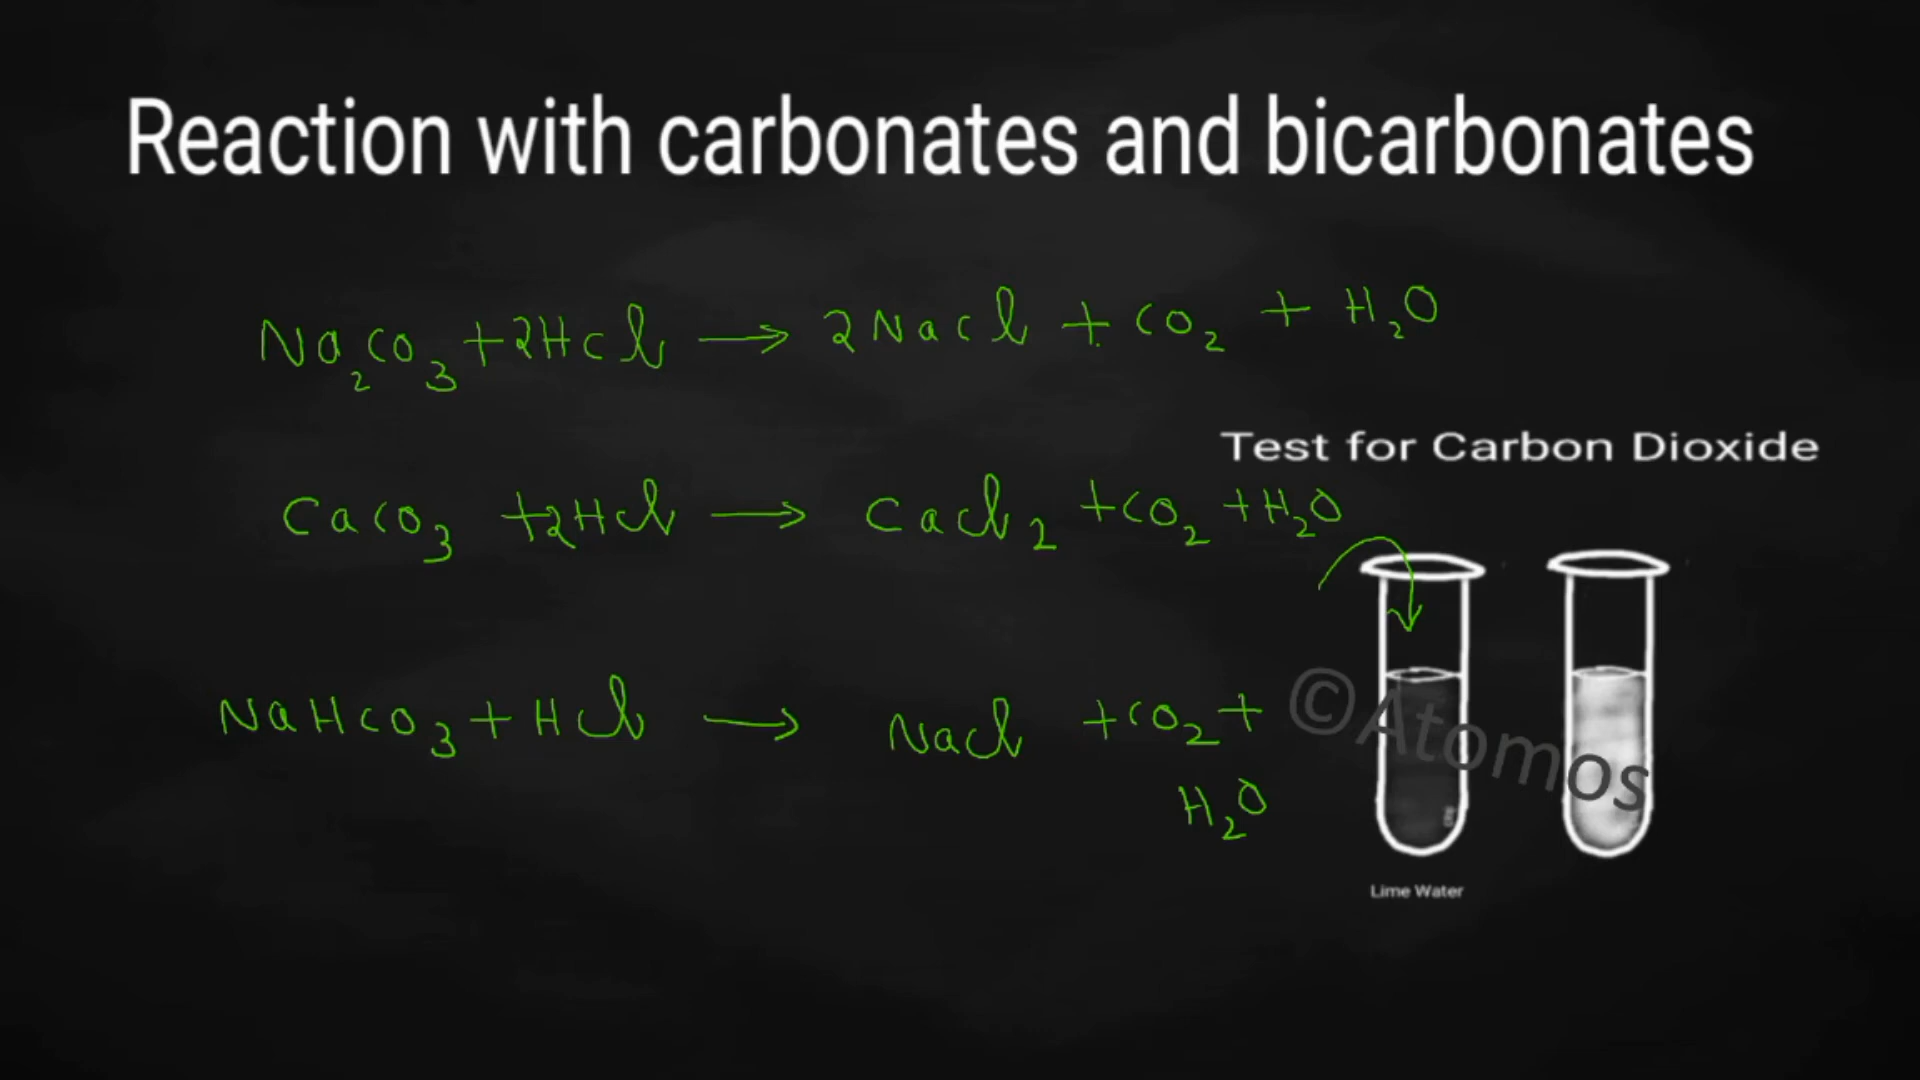 Reaction with carbonates and bicarbonates
Na₂CO₃ + 2HCl → 2NaCl + CO₂ + H₂O
Test for Carbon Dioxide
CaCO₃ + 2HCl → CaCl₂ + CO₂ + H₂O
NaHCO₃ + HCl → NaCl + CO₂ +
H₂O
©Atomos
Lime Water